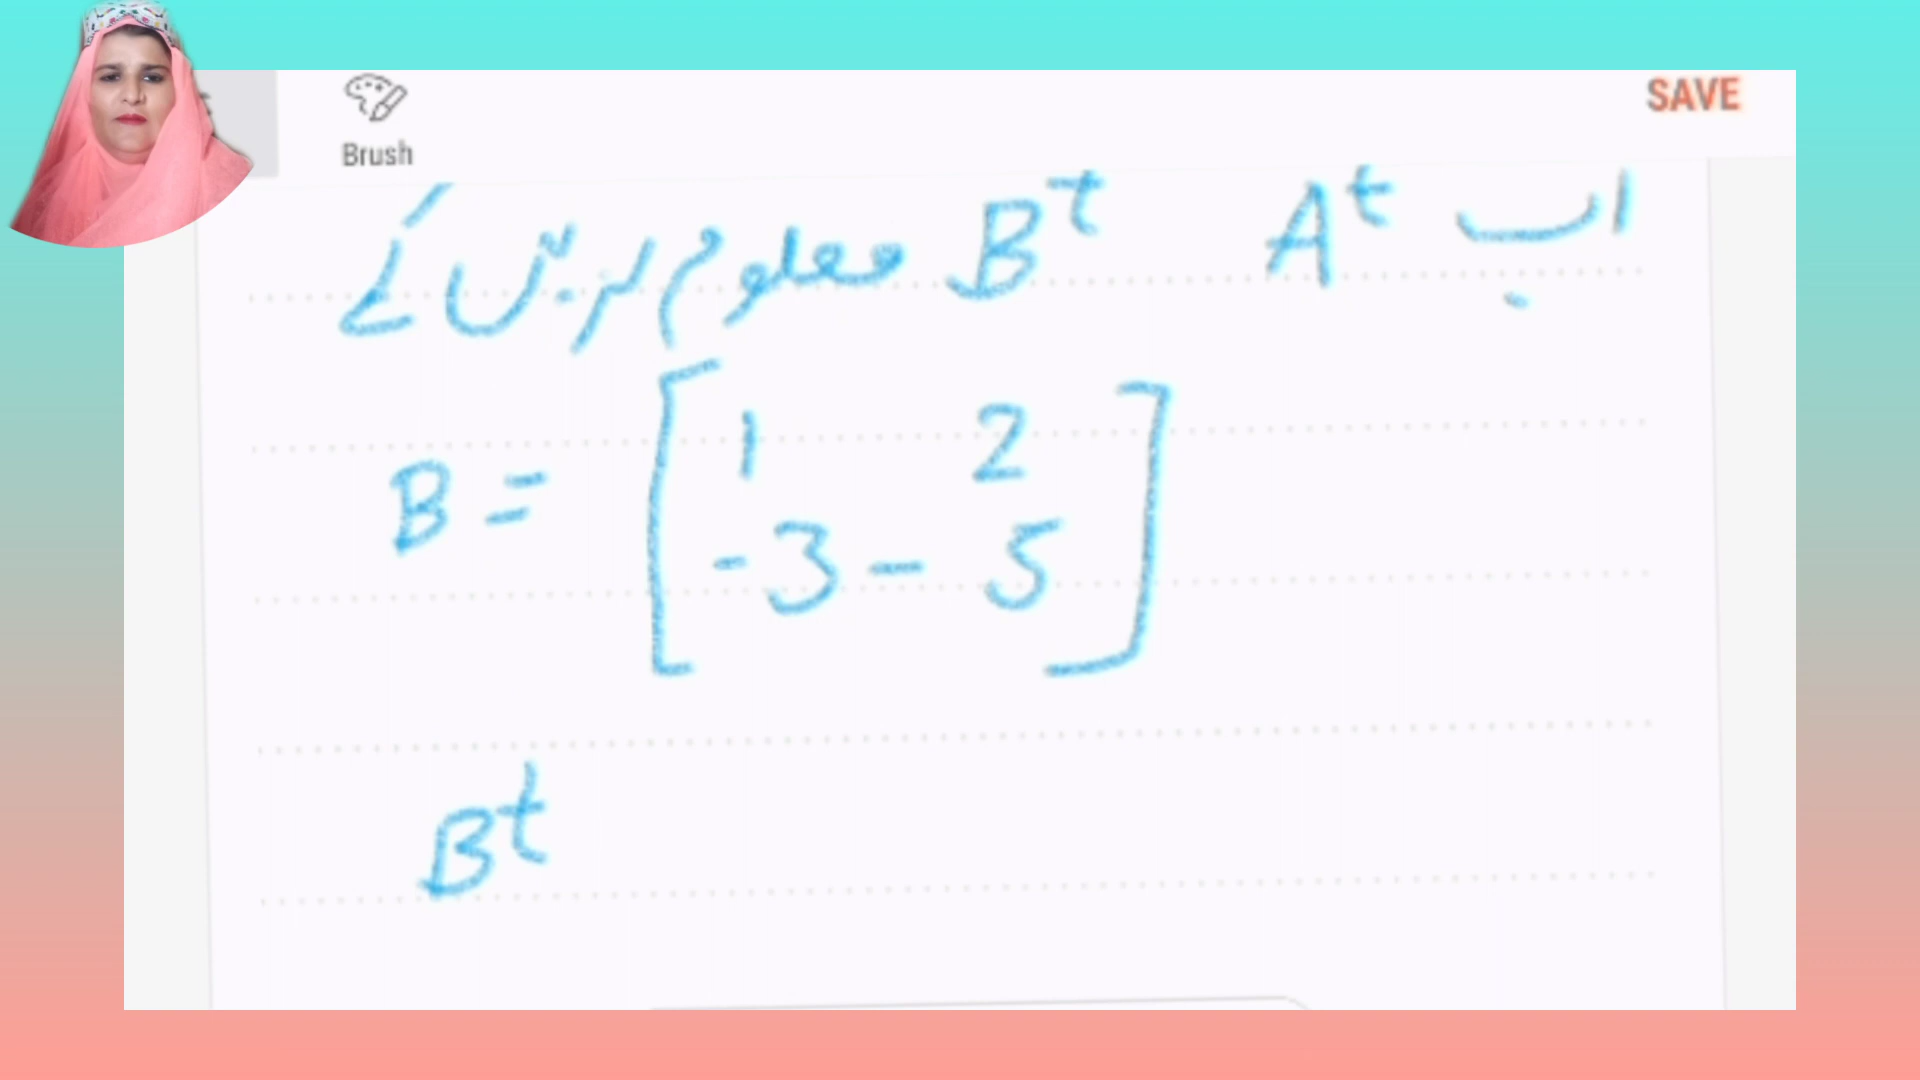 Brush
SAVE
اب A^t B^t معلوم کریں گے
B = [1 2
-3 -5]
B^t